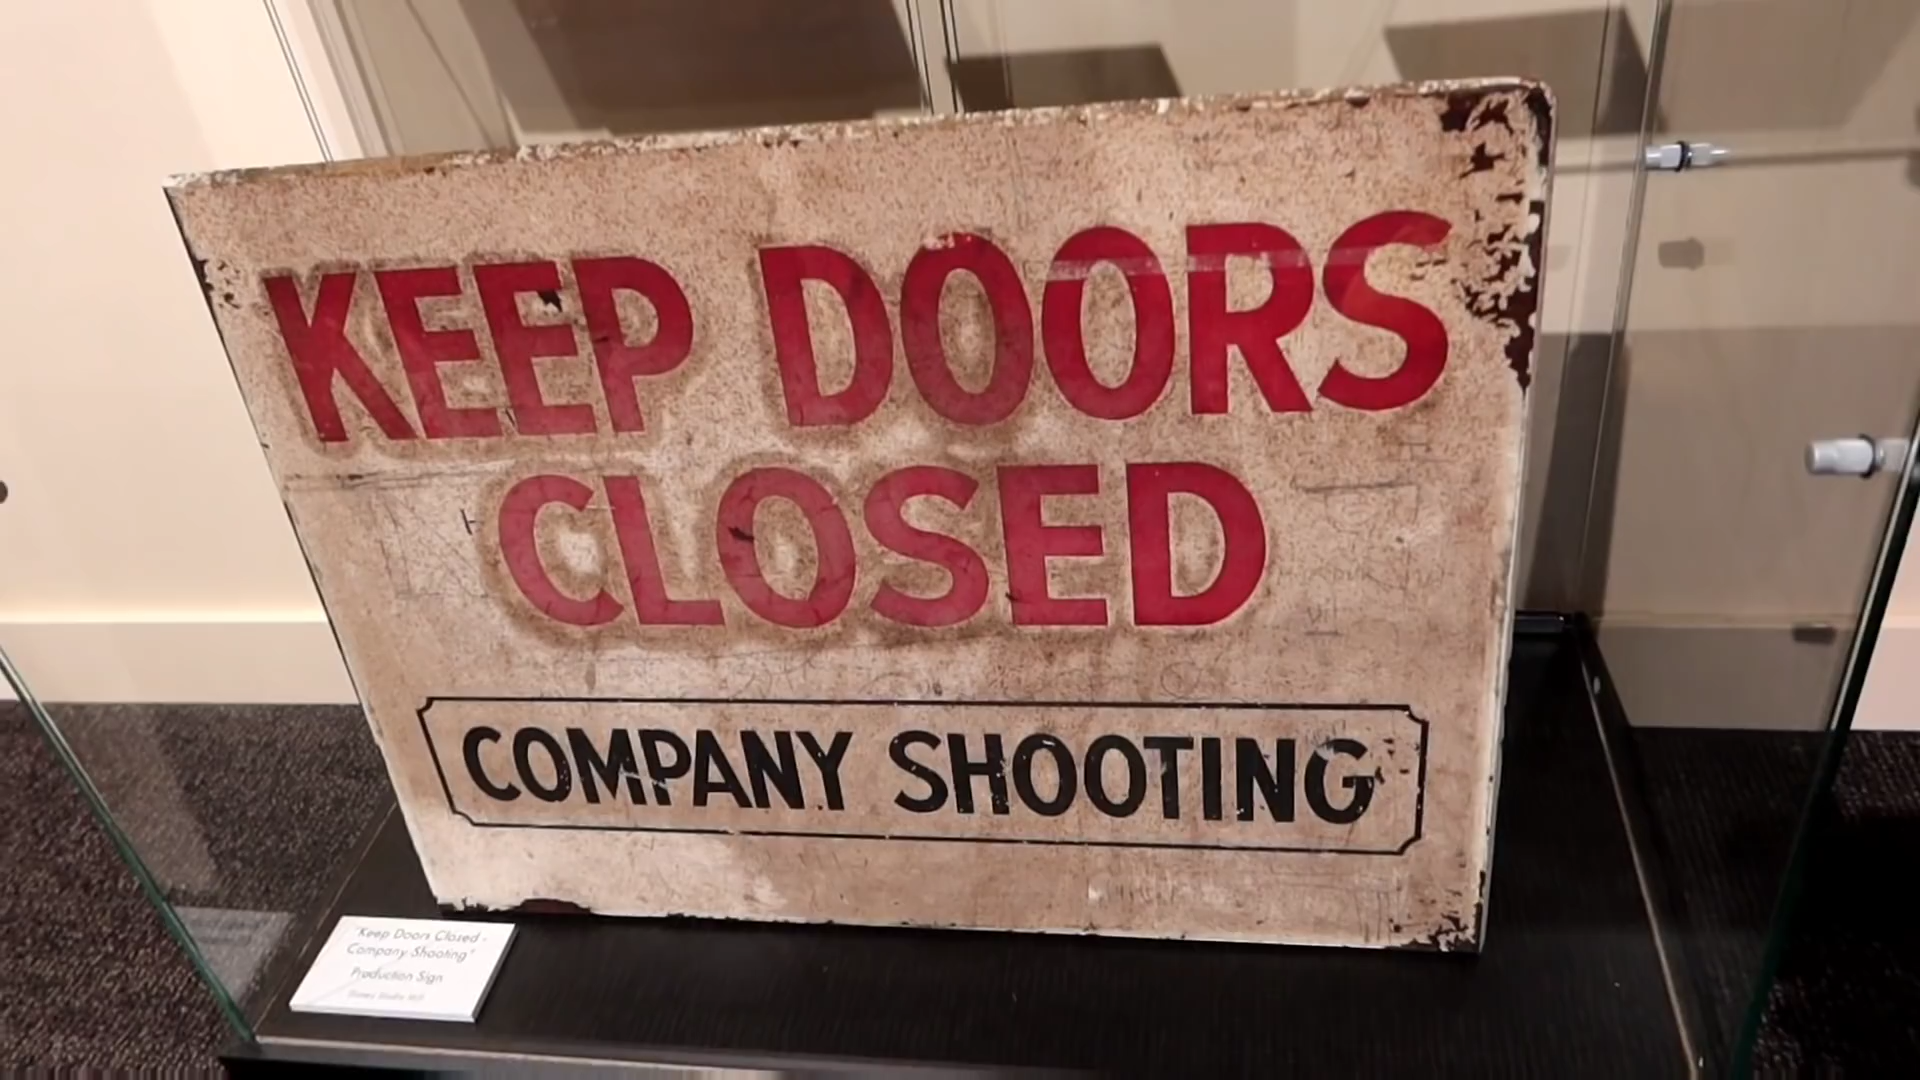 KEEP DOORS
CLOSED
COMPANY SHOOTING
"Keep Doors Closed -
Company Shooting"
Production Sign